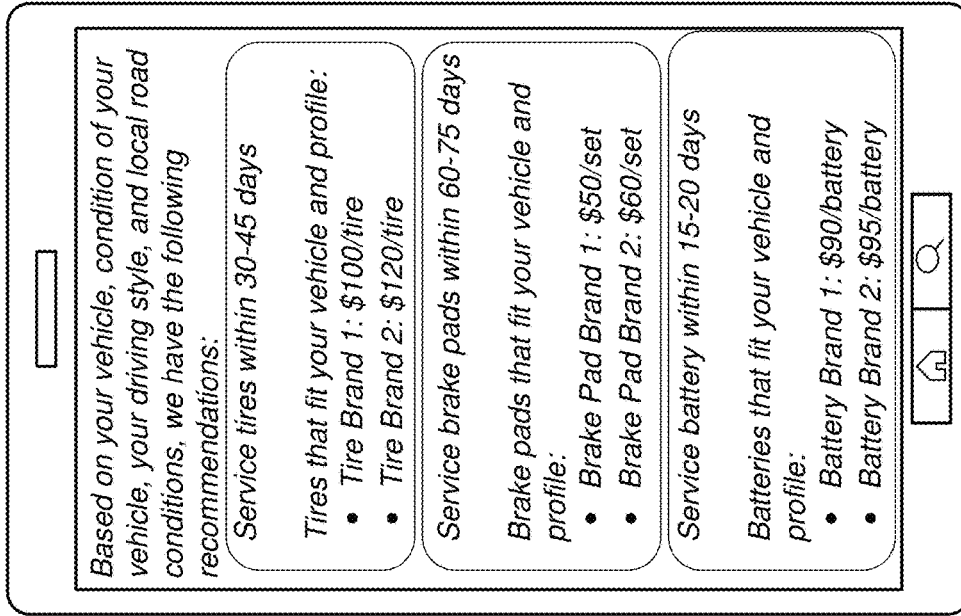 Based on your vehicle, condition of your
vehicle, your driving style, and local road
conditions, we have the following
recommendations:
Service tires within 30-45 days
Tires that fit your vehicle and profile:
• Tire Brand 1: $100/tire
• Tire Brand 2: $120/tire
Service brake pads within 60-75 days
Brake pads that fit your vehicle and
profile:
• Brake Pad Brand 1: $50/set
• Brake Pad Brand 2: $60/set
Service battery within 15-20 days
Batteries that fit your vehicle and
profile:
• Battery Brand 1: $90/battery
• Battery Brand 2: $95/battery